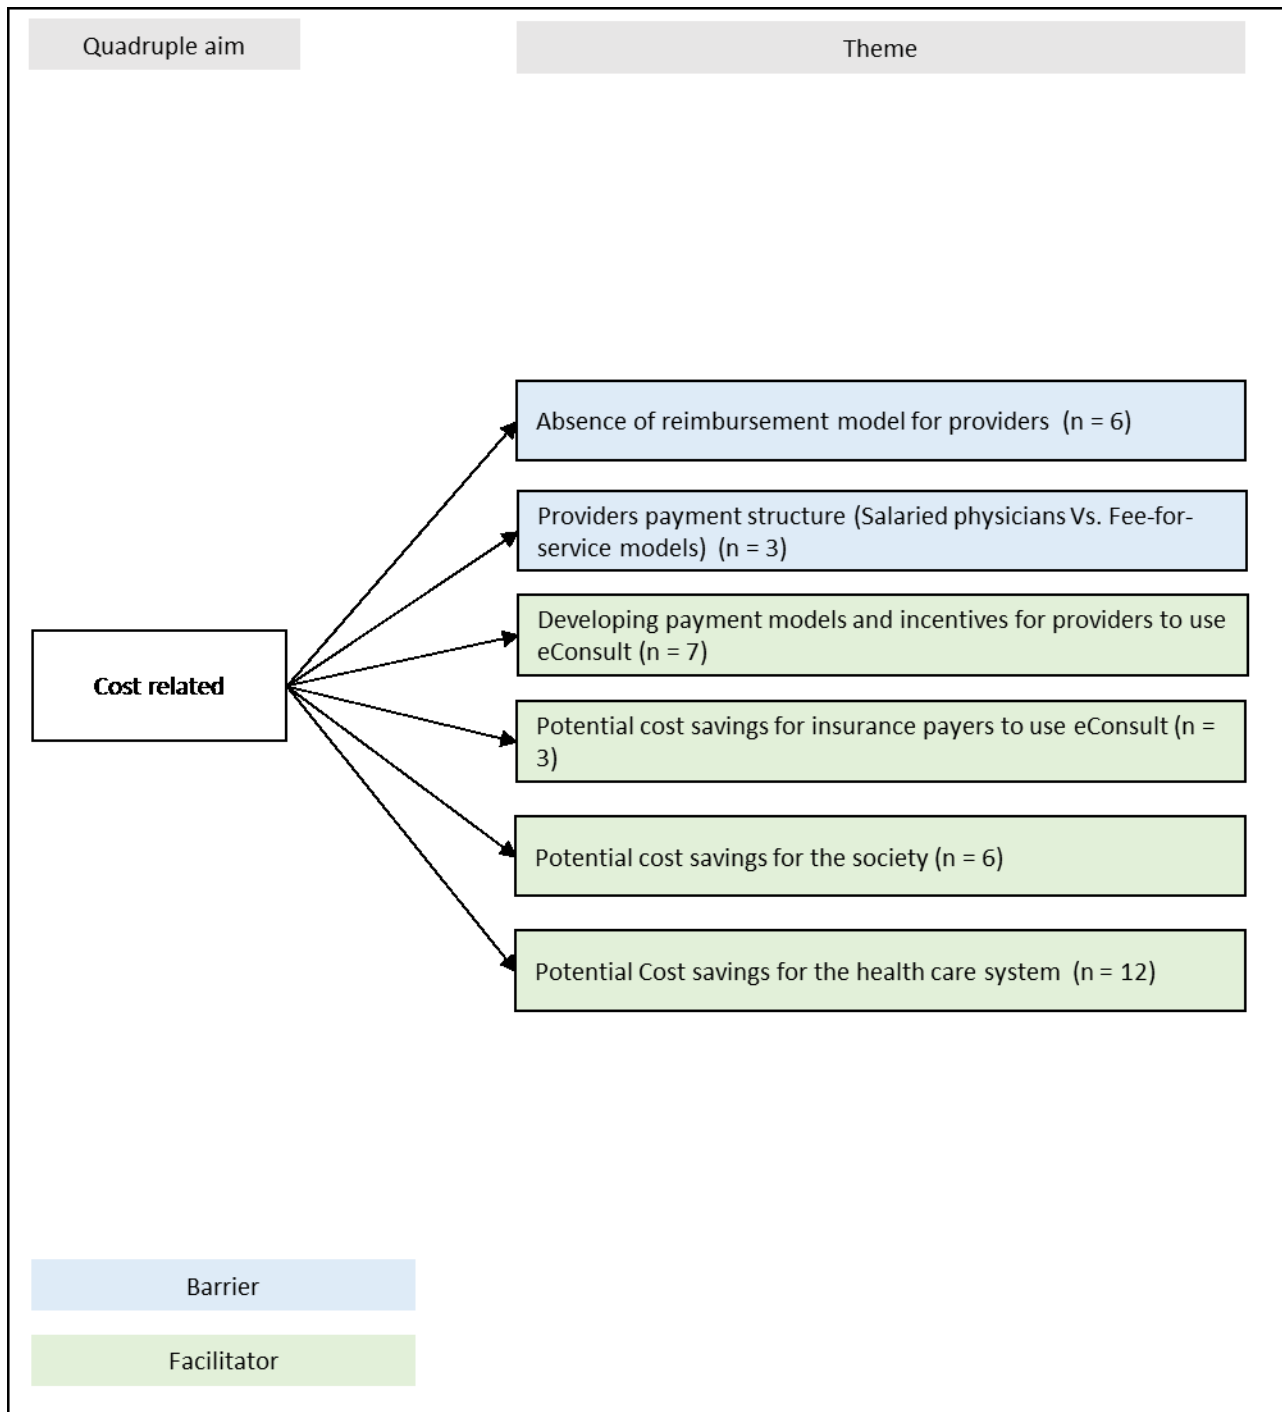 Quadruple aim
Theme
Absence of reimbursement model for providers (n = 6)
Providers payment structure (Salaried physicians Vs. Fee-for-
service models) (n = 3)
Developing payment models and incentives for providers to use
eConsult (n = 7)
Cost related
Potential cost savings for insurance payers to use eConsult (n =
3)
Potential cost savings for the society (n = 6)
Potential Cost savings for the health care system (n = 12)
Barrier
Facilitator